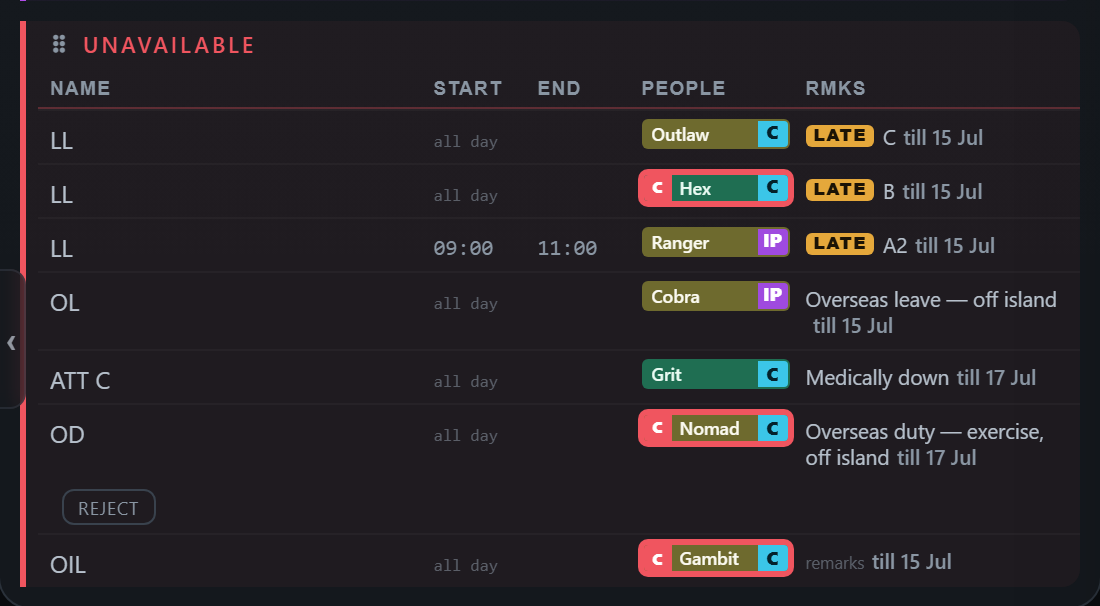 UNAVAILABLE
NAME START END PEOPLE RMKS
LL all day Outlaw C LATE C till 15 Jul
LL all day C Hex C LATE B till 15 Jul
LL 09:00 11:00 Ranger IP LATE A2 till 15 Jul
OL all day Cobra IP Overseas leave — off island
till 15 Jul
ATT C all day Grit C Medically down till 17 Jul
OD all day C Nomad C Overseas duty — exercise,
off island till 17 Jul
REJECT
OIL all day C Gambit C remarks till 15 Jul